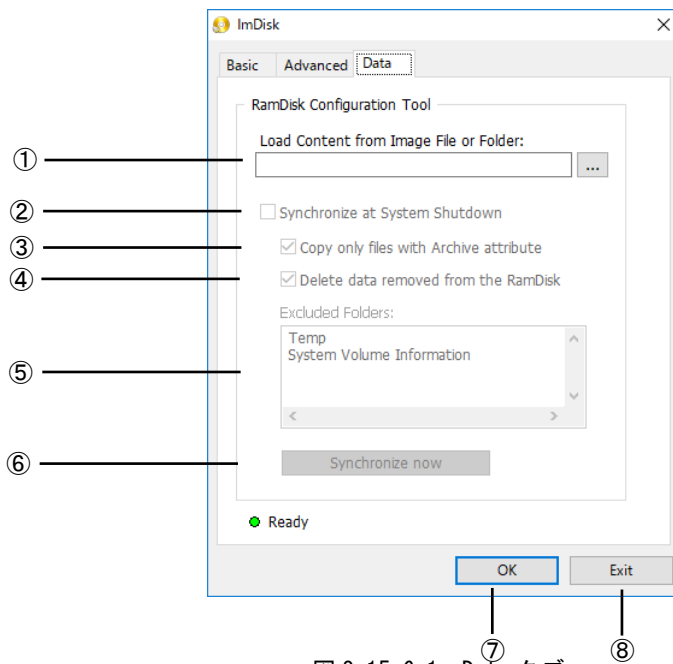 ImDisk
Basic Advanced Data
RamDisk Configuration Tool
Load Content from Image File or Folder:
① ...
② Synchronize at System Shutdown
③ Copy only files with Archive attribute
④ Delete data removed from the RamDisk
Excluded Folders:
Temp
System Volume Information
⑤
⑥ Synchronize now
Ready
OK Exit
⑦ ⑧